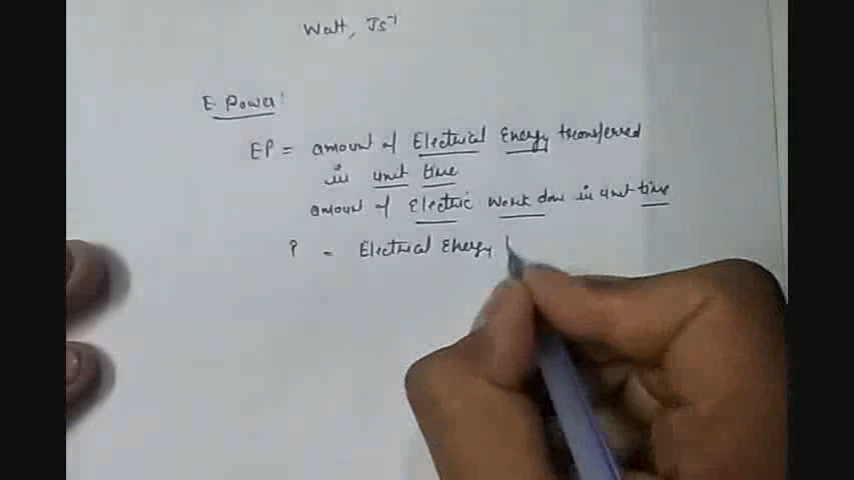 Watt, Js⁻¹
E. Power:
EP = amount of Electrical Energy transferred
in unit time
amount of Electric Work done in unit time
P = Electrical Energy